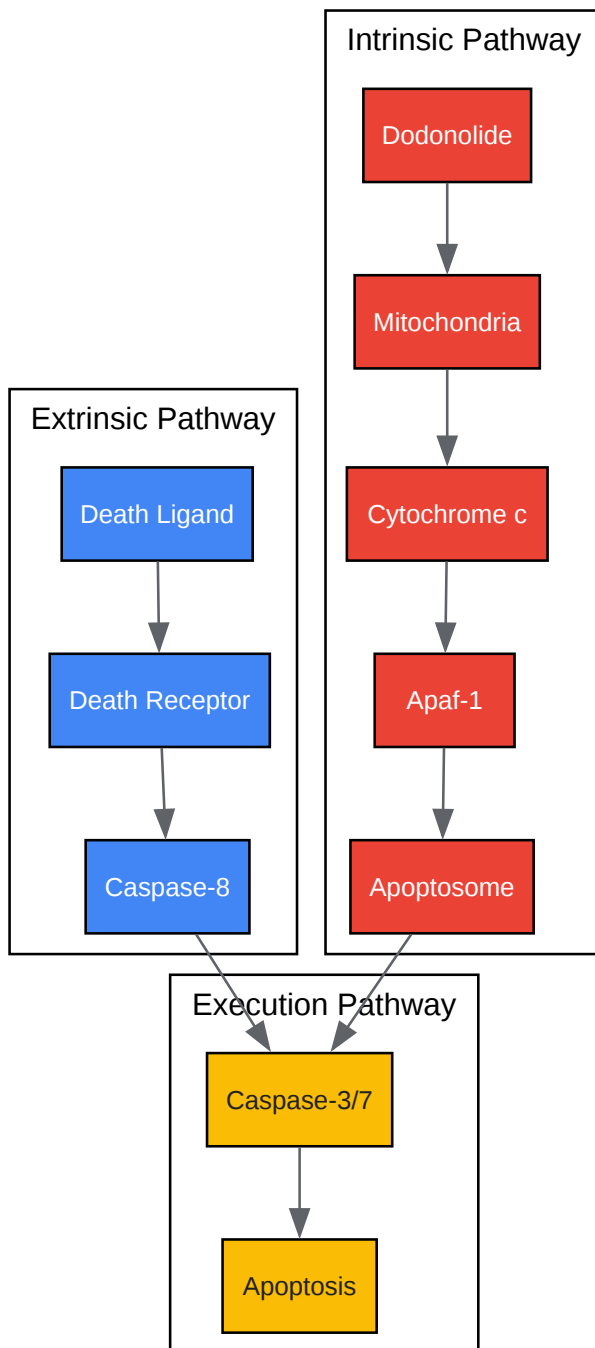 Intrinsic Pathway
Dodonolide
Mitochondria
Cytochrome c
Apaf-1
Apoptosome
Extrinsic Pathway
Death Ligand
Death Receptor
Caspase-8
Execution Pathway
Caspase-3/7
Apoptosis